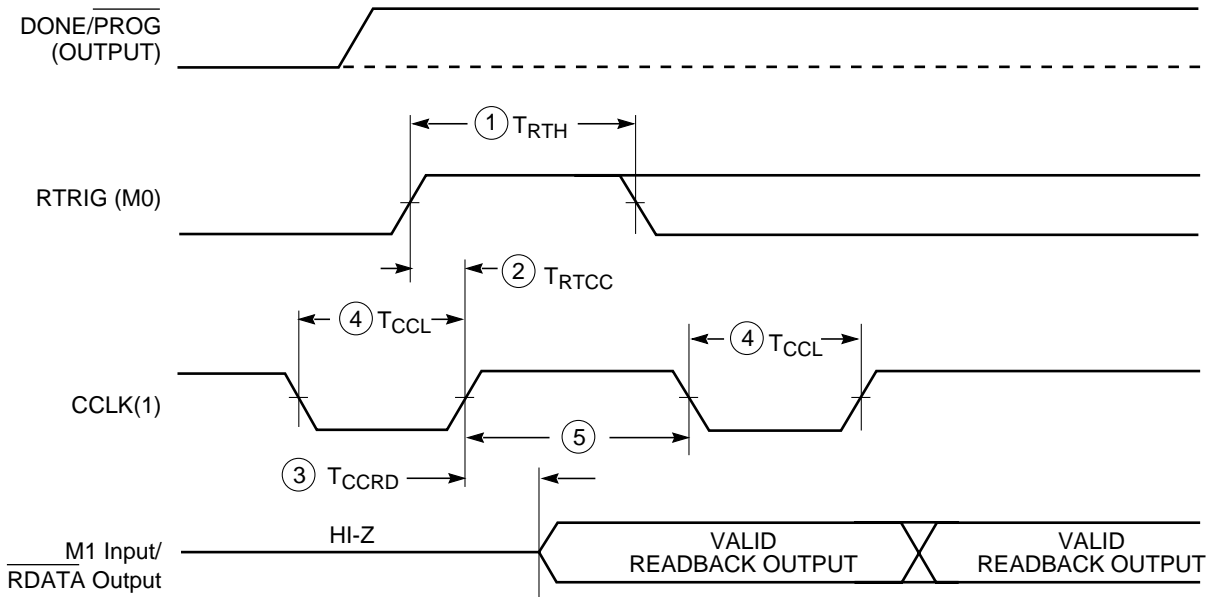 DONE/PROG
(OUTPUT)
① TRTH
RTRIG (M0)
② TRTCC
④ TCCL
④ TCCL
CCLK(1)
⑤
③ TCCRD
HI-Z
M1 Input/
RDATA Output
VALID
READBACK OUTPUT
VALID
READBACK OUTPUT